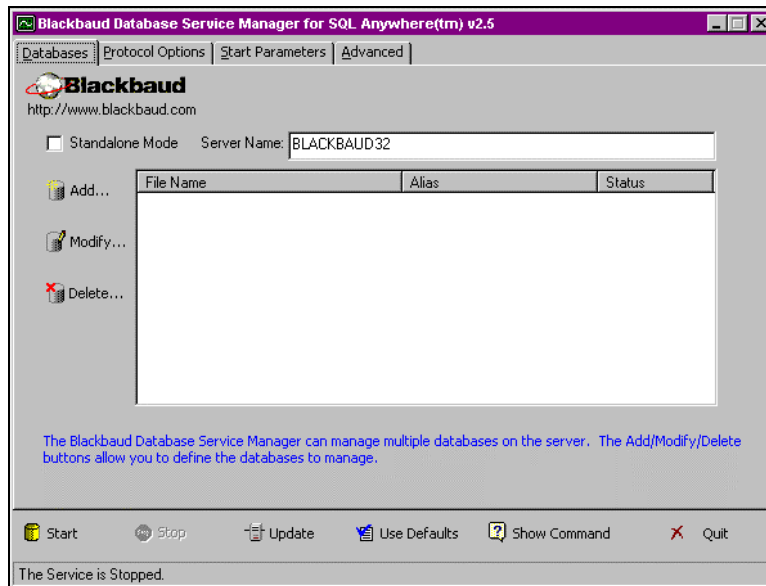 Blackbaud Database Service Manager for SQL Anywhere(tm) v2.5
Databases Protocol Options Start Parameters Advanced
Blackbaud
http://www.blackbaud.com
Standalone Mode Server Name: BLACKBAUD32
File Name Alias Status
Add...
Modify...
Delete...
The Blackbaud Database Service Manager can manage multiple databases on the server. The Add/Modify/Delete
buttons allow you to define the databases to manage.
Start Stop Update Use Defaults Show Command Quit
The Service is Stopped.